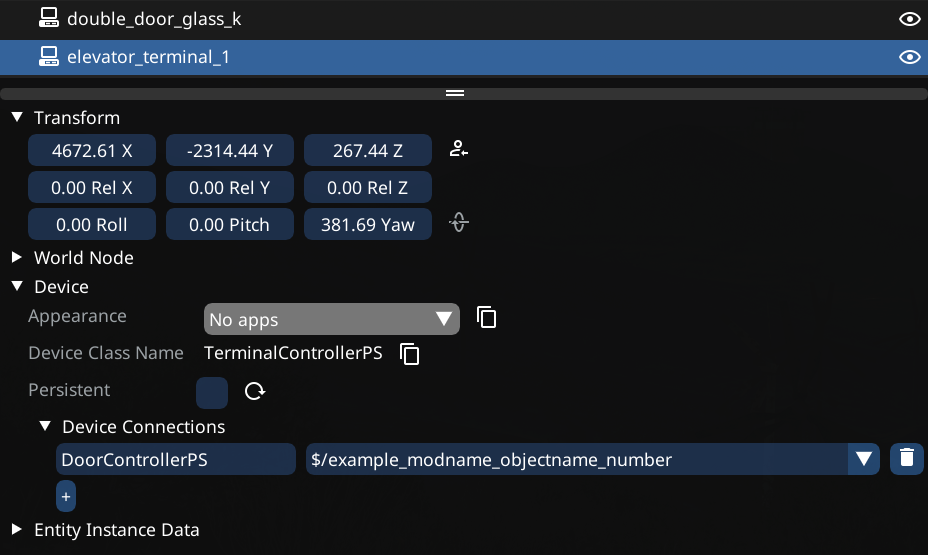 double_door_glass_k
elevator_terminal_1
Transform
4672.61 X -2314.44 Y 267.44 Z
0.00 Rel X 0.00 Rel Y 0.00 Rel Z
0.00 Roll 0.00 Pitch 381.69 Yaw
World Node
Device
Appearance No apps
Device Class Name TerminalControllerPS
Persistent
Device Connections
DoorControllerPS $/example_modname_objectname_number
+
Entity Instance Data